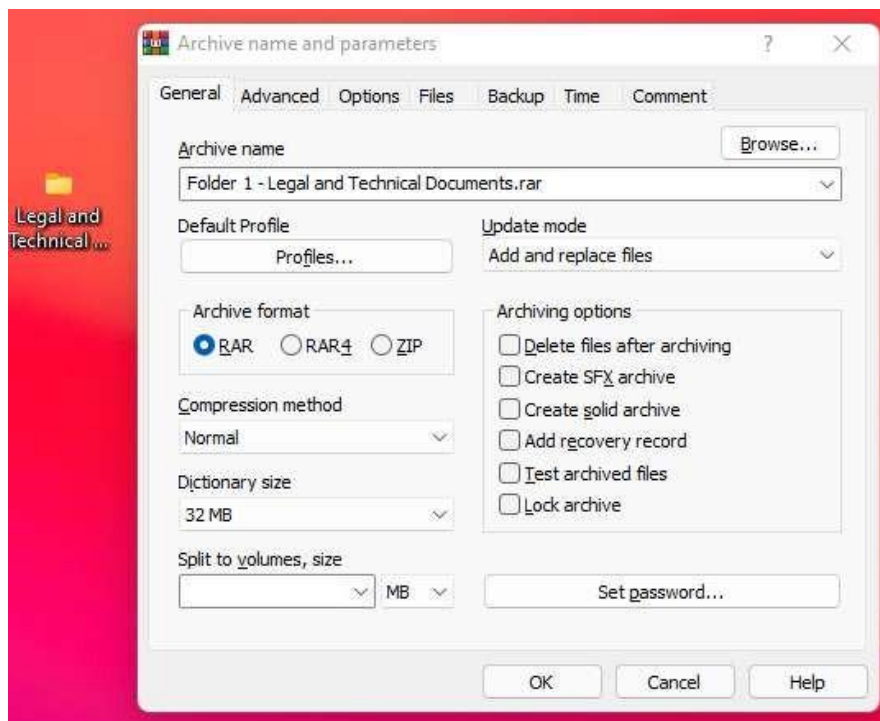 Archive name and parameters
?
General Advanced Options Files Backup Time Comment
Archive name
Browse...
Folder 1 - Legal and Technical Documents.rar
Legal and
Technical ...
Default Profile
Profiles...
Update mode
Add and replace files
Archive format
RAR RAR4 ZIP
Compression method
Normal
Dictionary size
32 MB
Split to volumes, size
MB
Archiving options
Delete files after archiving
Create SFX archive
Create solid archive
Add recovery record
Test archived files
Lock archive
Set password...
OK Cancel Help